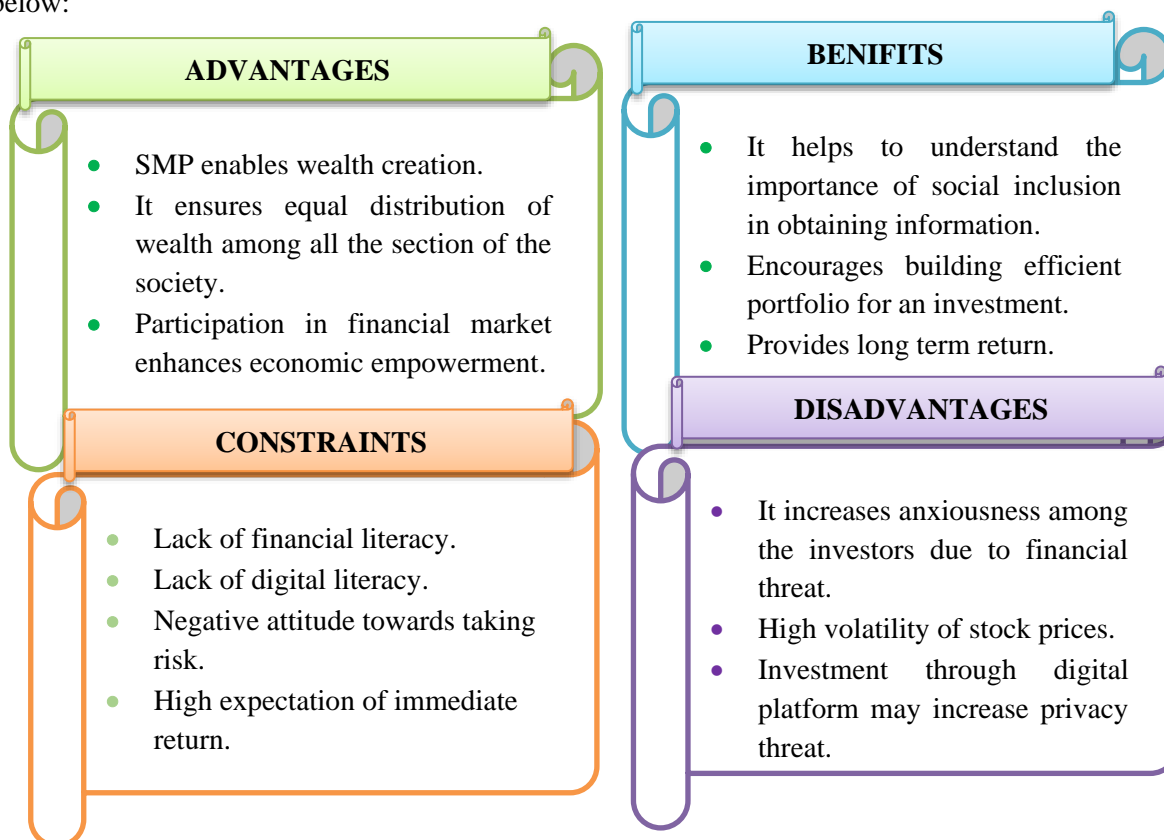 below:
ADVANTAGES
SMP enables wealth creation.
It ensures equal distribution of
wealth among all the section of the
society.
Participation in financial market
enhances economic empowerment.
BENIFITS
It helps to understand the
importance of social inclusion
in obtaining information.
Encourages building efficient
portfolio for an investment.
Provides long term return.
CONSTRAINTS
Lack of financial literacy.
Lack of digital literacy.
Negative attitude towards taking
risk.
High expectation of immediate
return.
DISADVANTAGES
It increases anxiousness among
the investors due to financial
threat.
High volatility of stock prices.
Investment through digital
platform may increase privacy
threat.